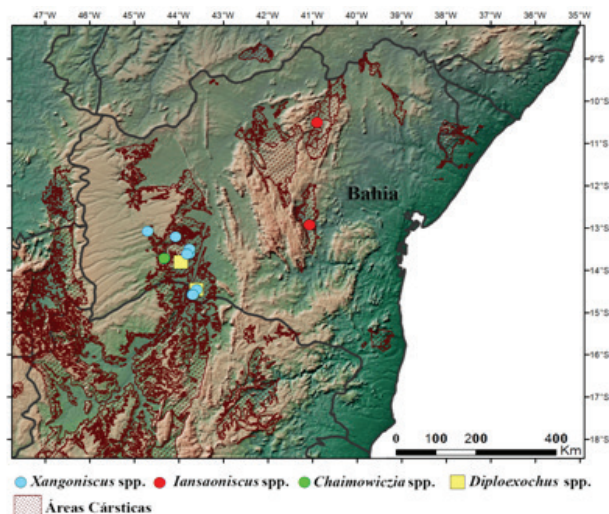 47°W 46°W 45°W 44°W 43°W 42°W 41°W 40°W 39°W 38°W 37°W 36°W 35°W
9°S
10°S
11°S
12°S
Bahia
13°S
14°S
15°S
16°S
17°S
0 100 200 400
Km
18°S
Xangoniscus spp. Iansaoniscus spp. Chaimowiczia spp. Diploexochus spp.
Áreas Cársticas